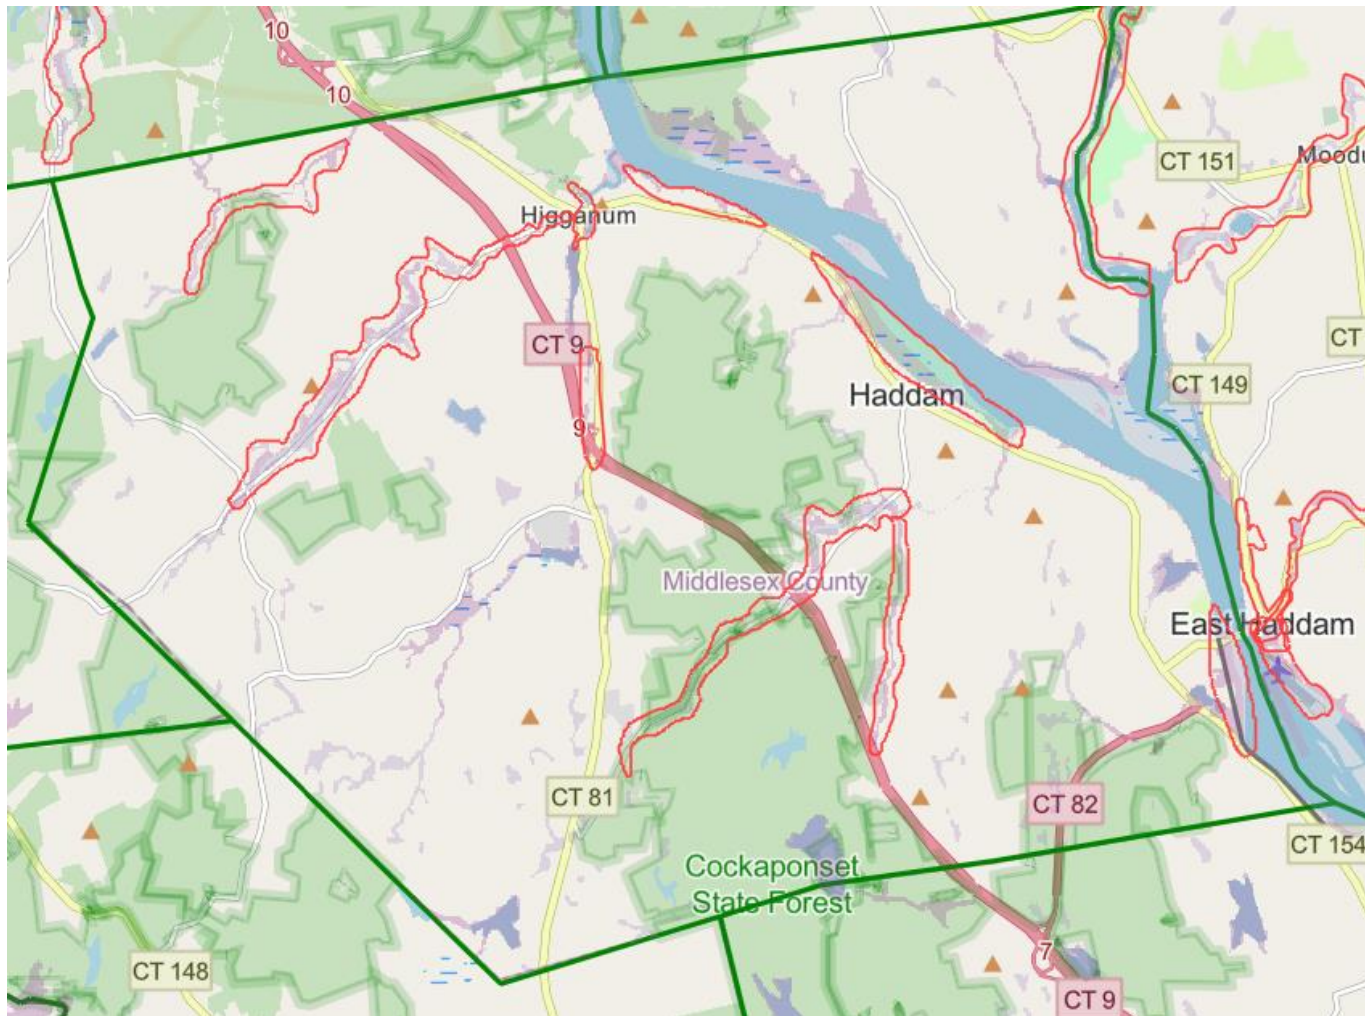 10
10
CT 151
Moodu
Higganum
CT 9
CT
CT 149
Haddam
9
Middlesex County
East Haddam
CT 81
CT 82
CT 154
Cockaponset
State Forest
7
CT 148
CT 9